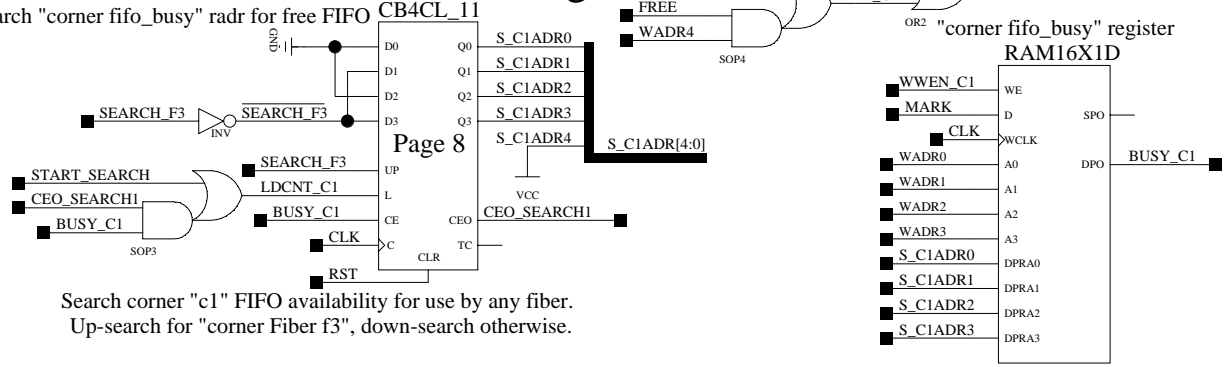 arch "corner fifo_busy" radr for free FIFO
CB4CL_11
GND
D0
D1
D2
D3
Q0
Q1
Q2
Q3
S_C1ADR0
S_C1ADR1
S_C1ADR2
S_C1ADR3
S_C1ADR4
S_C1ADR[4:0]
VCC
SEARCH_F3
INV
SEARCH_F3
Page 8
SEARCH_F3
UP
START_SEARCH
LDCNT_C1
L
CEO_SEARCH1
BUSY_C1
SOP3
BUSY_C1
CE
CEO
CEO_SEARCH1
CLK
C
TC
CLR
RST
Search corner "c1" FIFO availability for use by any fiber.
Up-search for "corner Fiber f3", down-search otherwise.
FREE
WADR4
SOP4
OR2
"corner fifo_busy" register
RAM16X1D
WWEN_C1
WE
MARK
D
SPO
CLK
WCLK
WADR0
A0
DPO
BUSY_C1
WADR1
A1
WADR2
A2
WADR3
A3
S_C1ADR0
DPRA0
S_C1ADR1
DPRA1
S_C1ADR2
DPRA2
S_C1ADR3
DPRA3